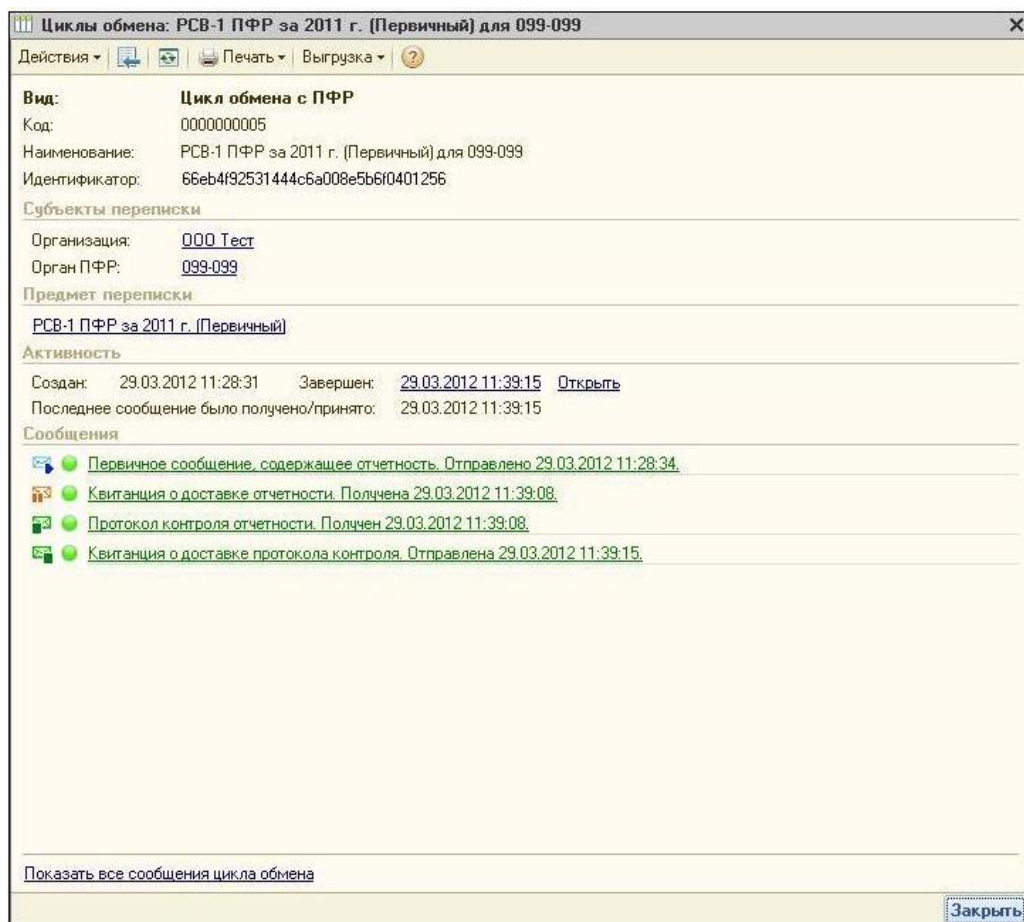 Циклы обмена: РСВ-1 ПФР за 2011 г. (Первичный) для 099-099
Действия Печать Выгрузка
Вид: Цикл обмена с ПФР
Код: 0000000005
Наименование: РСВ-1 ПФР за 2011 г. (Первичный) для 099-099
Идентификатор: 66eb4f92531444c6a008e5b6f0401256
Субъекты переписки
Организация: ООО Тест
Орган ПФР: 099-099
Предмет переписки
РСВ-1 ПФР за 2011 г. (Первичный)
Активность
Создан: 29.03.2012 11:28:31 Завершен: 29.03.2012 11:39:15 Открыть
Последнее сообщение было получено/принято: 29.03.2012 11:39:15
Сообщения
Первичное сообщение, содержащее отчетность. Отправлено 29.03.2012 11:28:34.
Квитанция о доставке отчетности. Получена 29.03.2012 11:39:08.
Протокол контроля отчетности. Получен 29.03.2012 11:39:08.
Квитанция о доставке протокола контроля. Отправлена 29.03.2012 11:39:15.
Показать все сообщения цикла обмена
Закрыть